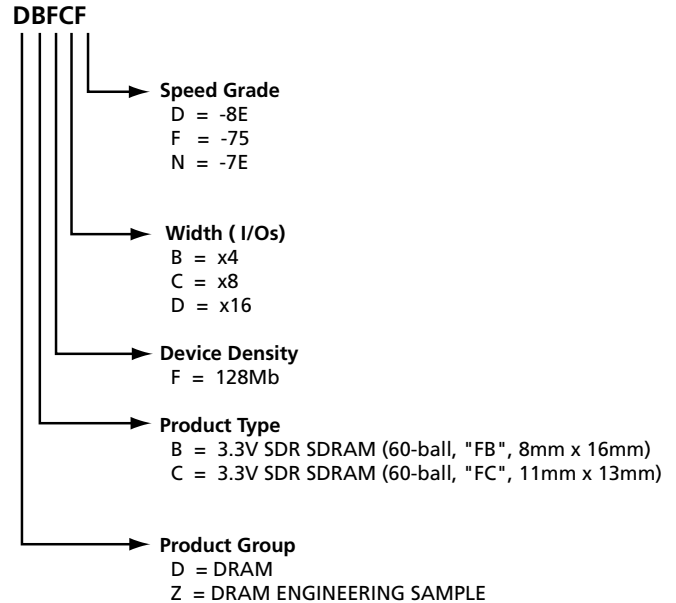 DBFCF
Speed Grade
D = -8E
F = -75
N = -7E
Width ( I/Os)
B = x4
C = x8
D = x16
Device Density
F = 128Mb
Product Type
B = 3.3V SDR SDRAM (60-ball, "FB", 8mm x 16mm)
C = 3.3V SDR SDRAM (60-ball, "FC", 11mm x 13mm)
Product Group
D = DRAM
Z = DRAM ENGINEERING SAMPLE